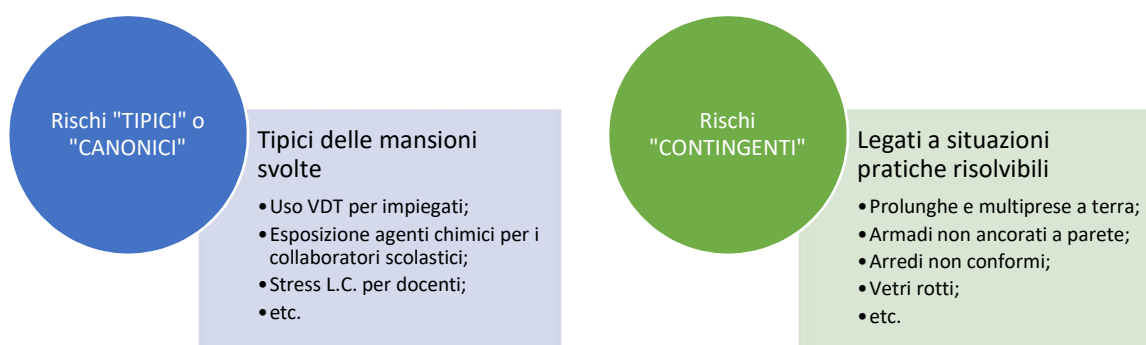 Rischi "TIPICI" o
"CANONICI"
Tipici delle mansioni
svolte
•Uso VDT per impiegati;
•Esposizione agenti chimici per i
collaboratori scolastici;
•Stress L.C. per docenti;
•etc.
Rischi
"CONTINGENTI"
Legati a situazioni
pratiche risolvibili
•Prolunghe e multiprese a terra;
•Armadi non ancorati a parete;
•Arredi non conformi;
•Vetri rotti;
•etc.